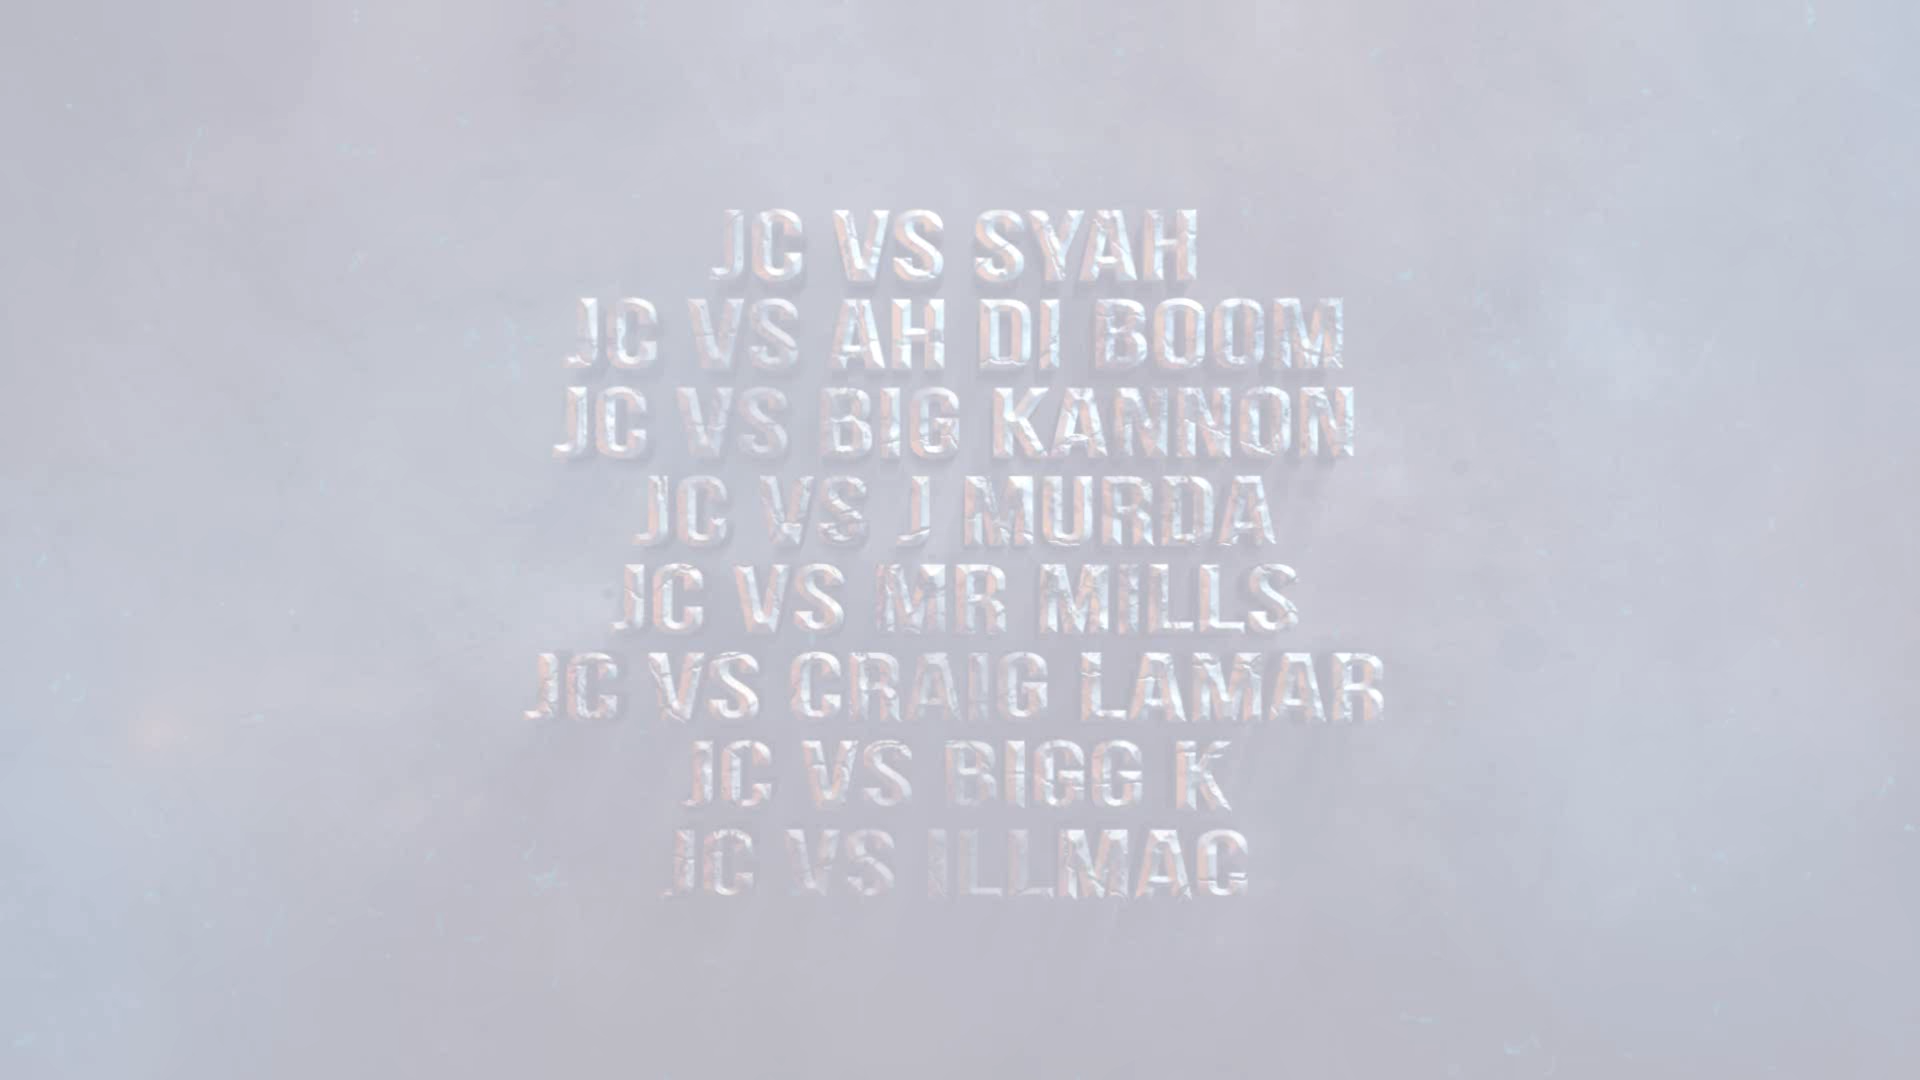 JC VS SYAH
JC VS AH DI BOOM
JC VS BIG KANNON
JC VS J MURDA
JC VS MR MILLS
JC VS CRAIG LAMAR
JC VS BIGG K
JC VS ILLMAC